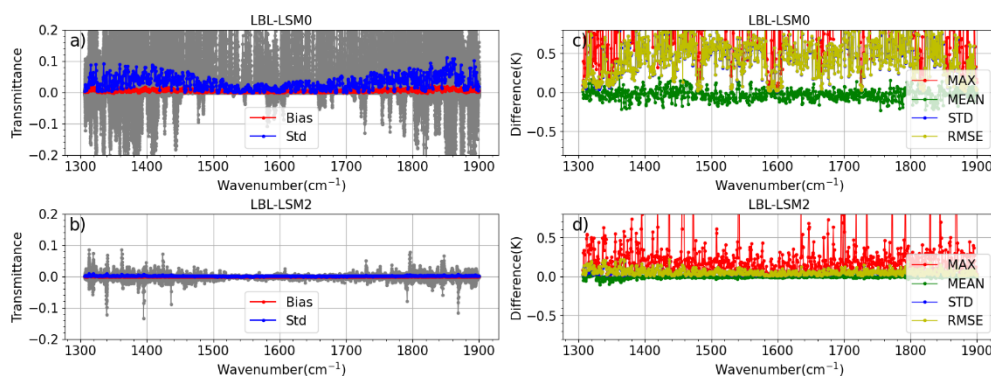 LBL-LSM0
a)
Transmittance
0.2
0.1
0.0
−0.1
−0.2
Bias
Std
1300 1400 1500 1600 1700 1800 1900
Wavenumber(cm⁻¹)
LBL-LSM0
c)
Difference(K)
0.5
0.0
−0.5
MAX
MEAN
STD
RMSE
1300 1400 1500 1600 1700 1800 1900
Wavenumber(cm⁻¹)
LBL-LSM2
b)
Transmittance
0.2
0.1
0.0
−0.1
−0.2
Bias
Std
1300 1400 1500 1600 1700 1800 1900
Wavenumber(cm⁻¹)
LBL-LSM2
d)
Difference(K)
0.5
0.0
−0.5
MAX
MEAN
STD
RMSE
1300 1400 1500 1600 1700 1800 1900
Wavenumber(cm⁻¹)